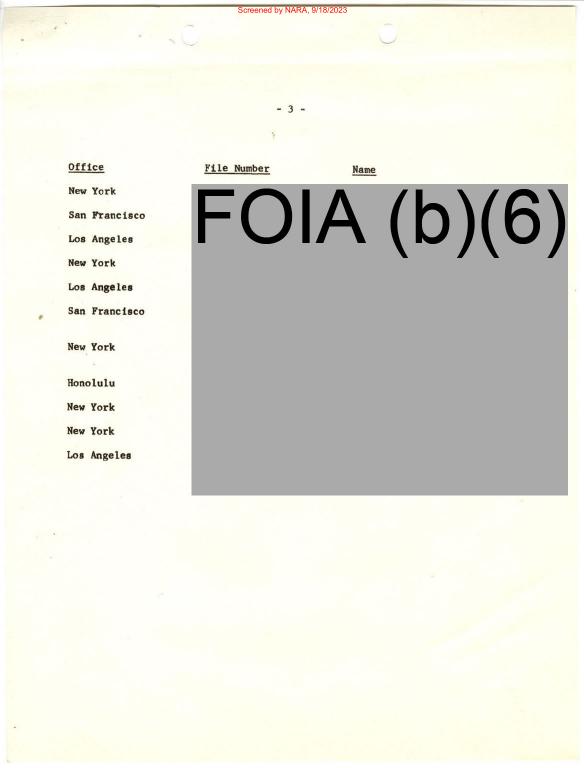 Screened by NARA, 9/18/2023
- 3 -
Office File Number Name
New York
FOIA (b)(6)
San Francisco
Los Angeles
New York
Los Angeles
San Francisco
New York
Honolulu
New York
New York
Los Angeles